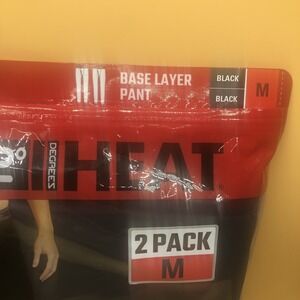 BASE LAYER
PANT
BLACK
BLACK
M
DEGREES
HEAT
2 PACK
M